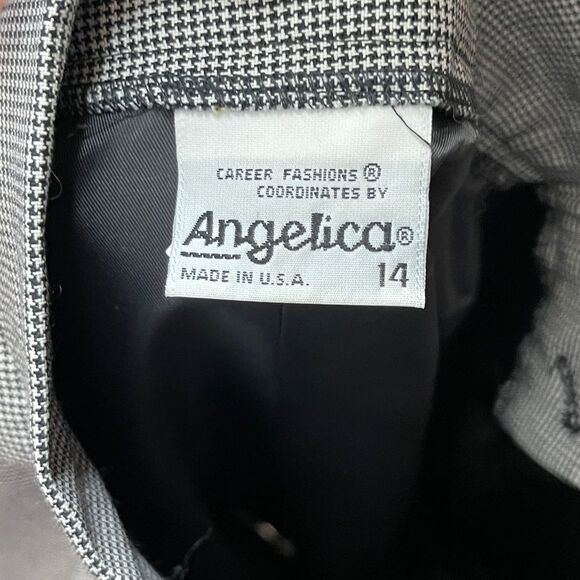 CAREER FASHIONS ®
COORDINATES BY
Angelica®
MADE IN U.S.A. 14